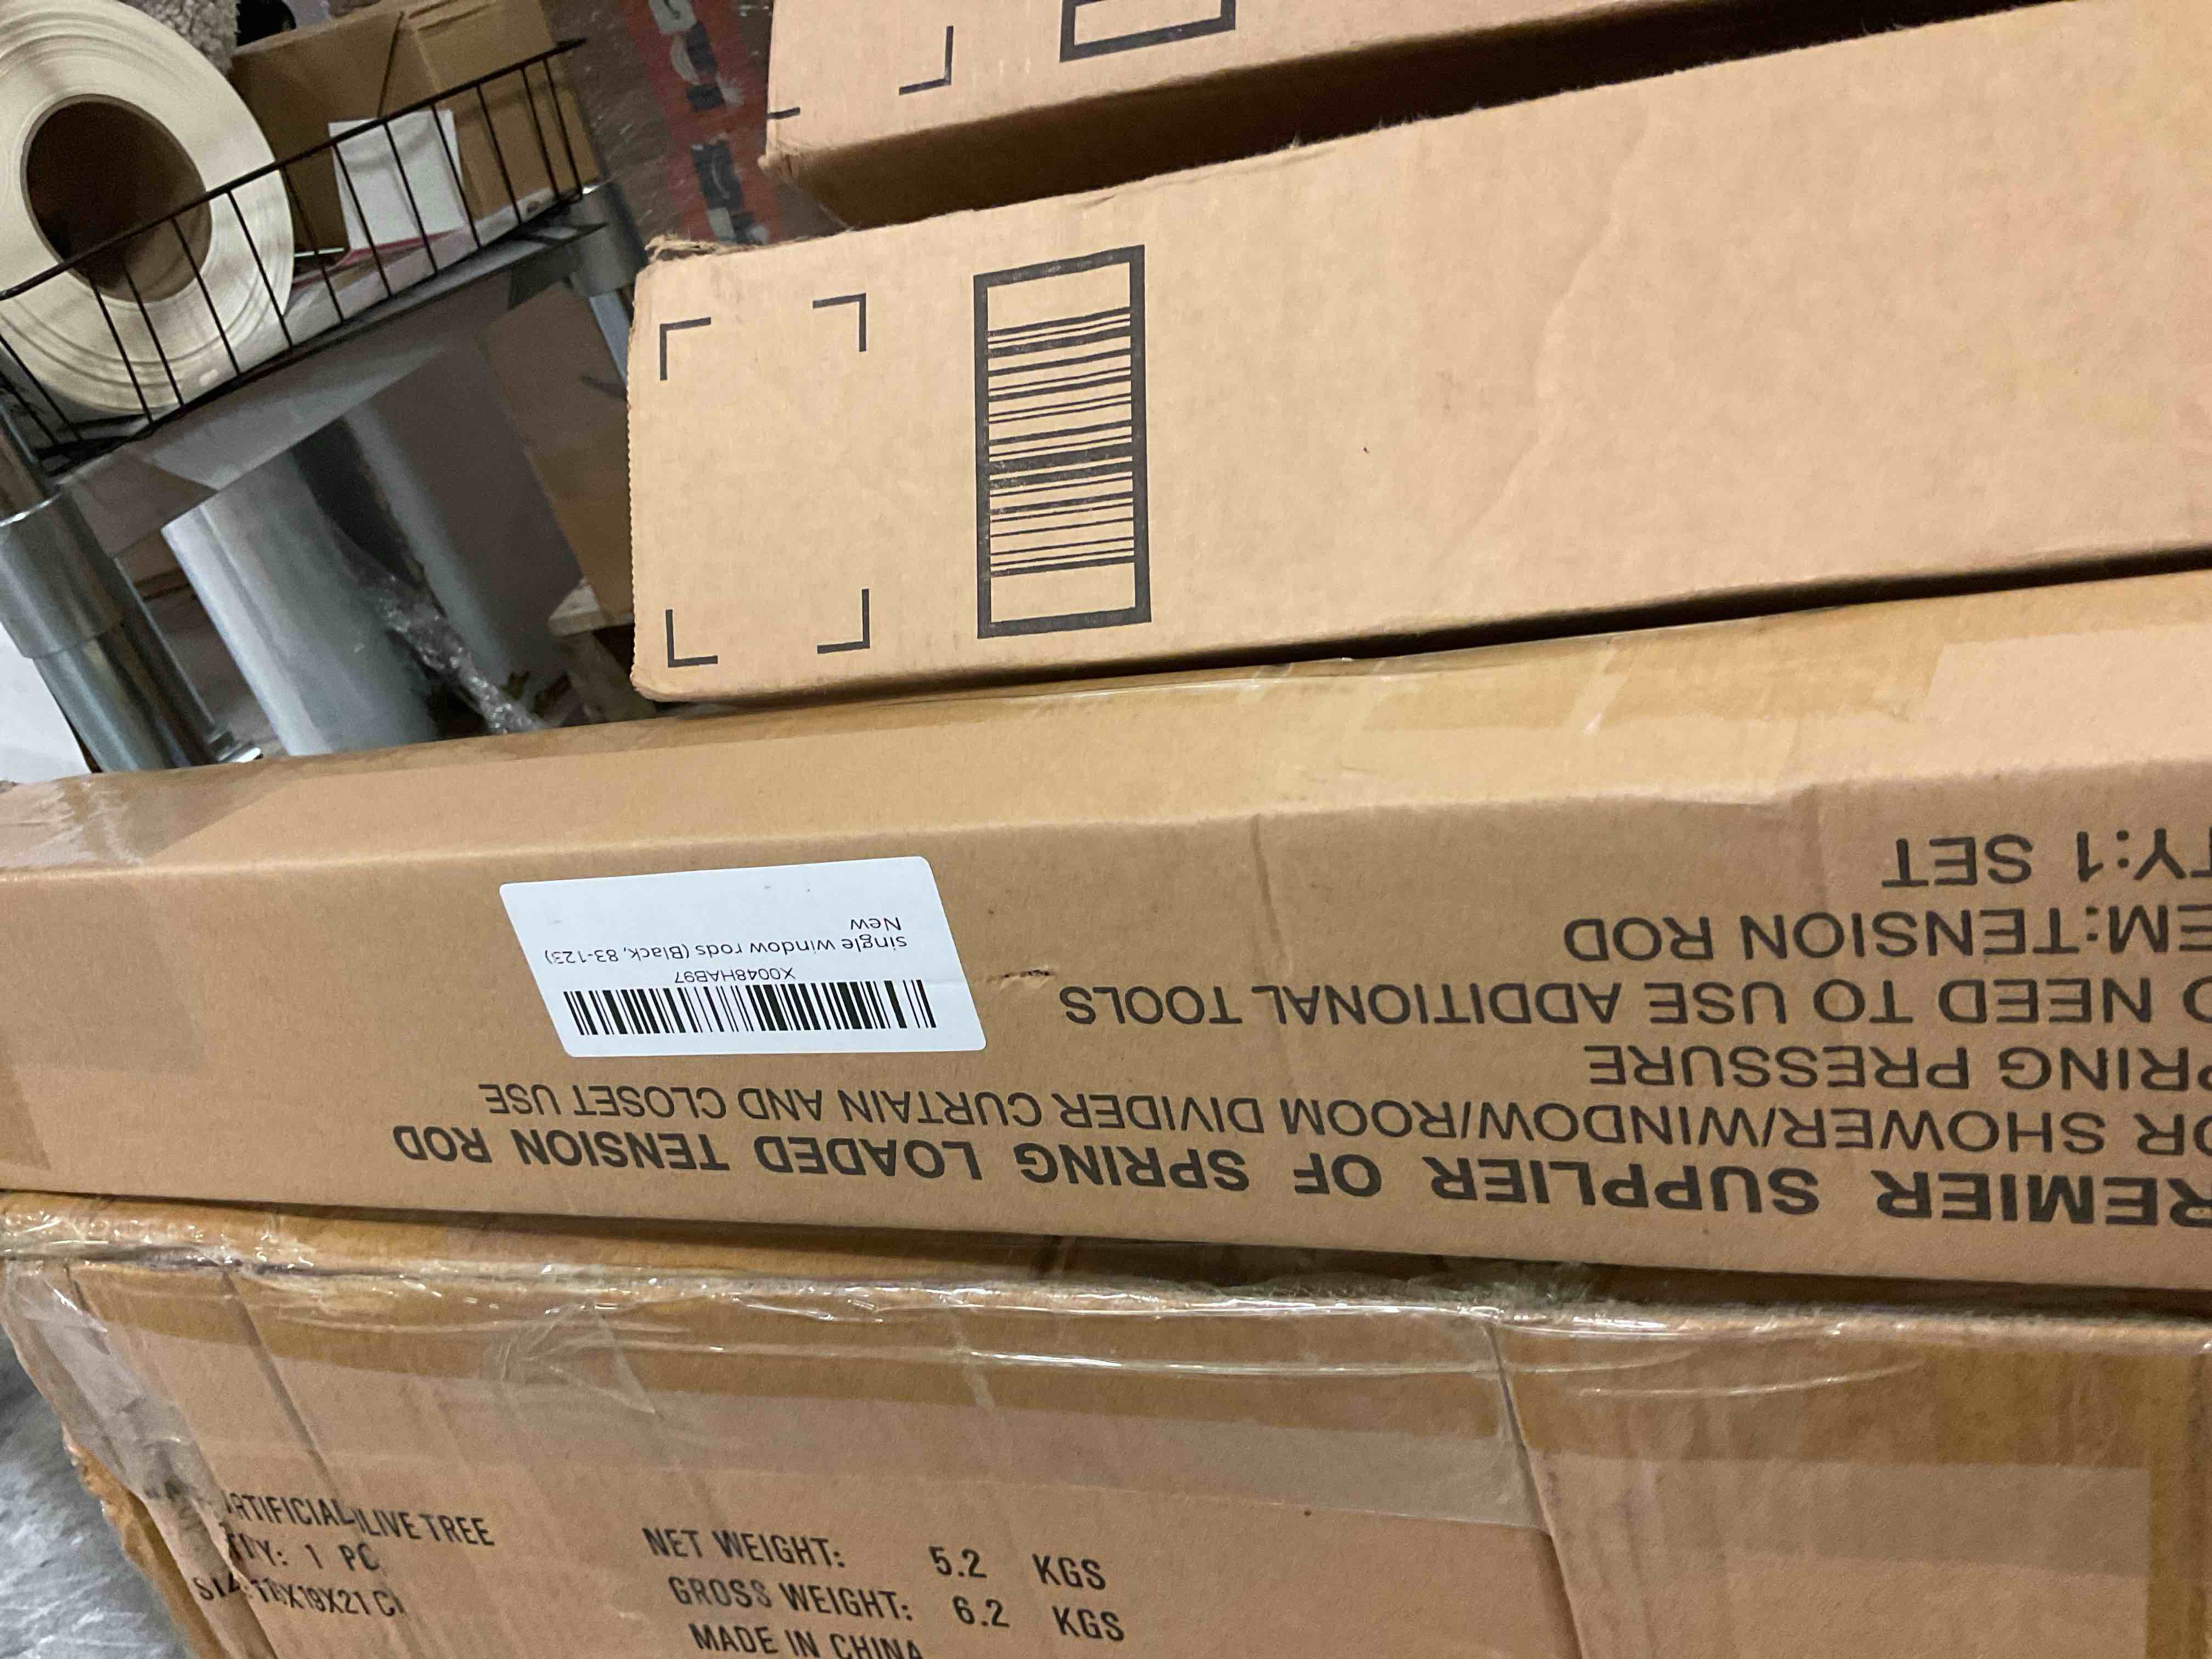 REMIER SUPPLIER OF SPRING LOADED TENSION ROD
OR SHOWER/WINDOW/ROOM DIVIDER CURTAIN AND CLOSET USE
PRING PRESSURE
O NEED TO USE ADDITIONAL TOOLS
EM:TENSION ROD
TY:1 SET
X0048HAB97
single window rods (Black, 83-123)
New
ARTIFICIAL LIVE TREE
TY: 1 PC
NET WEIGHT: 5.2 KGS
GROSS WEIGHT: 6.2 KGS
MADE IN CHINA